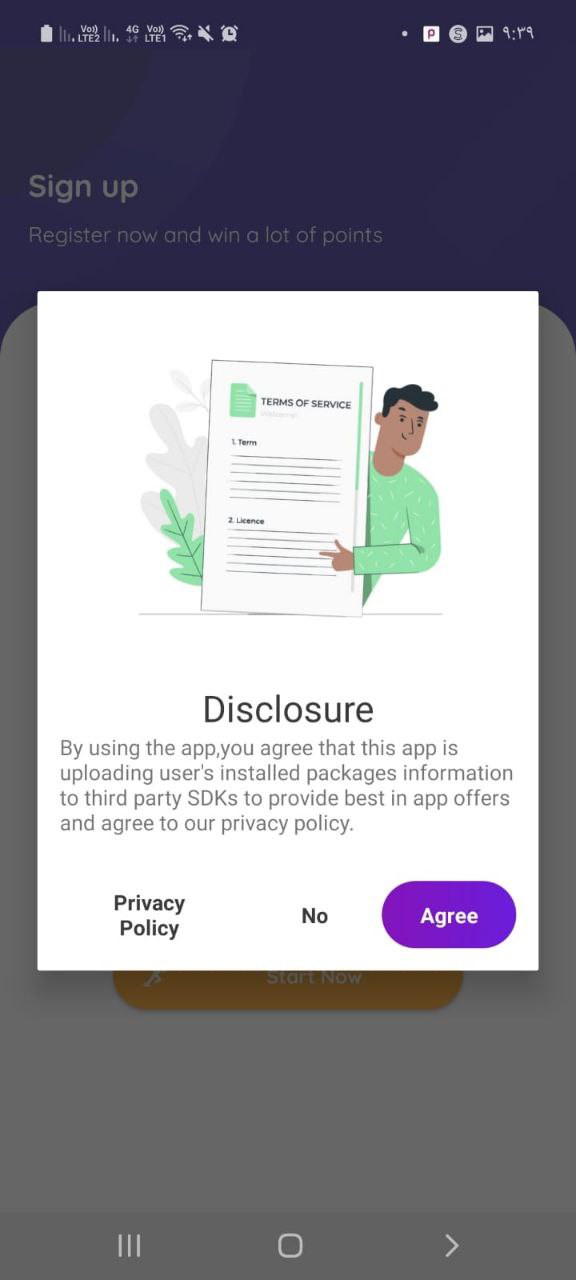 Vo)) 4G Vo))
LTE2 LTE1
P S ٩:٣٩
Sign up
Register now and win a lot of points
TERMS OF SERVICE
Welcome!
1. Term
2. Licence
Disclosure
By using the app,you agree that this app is
uploading user's installed packages information
to third party SDKs to provide best in app offers
and agree to our privacy policy.
Privacy
Policy
No
Agree
Start Now